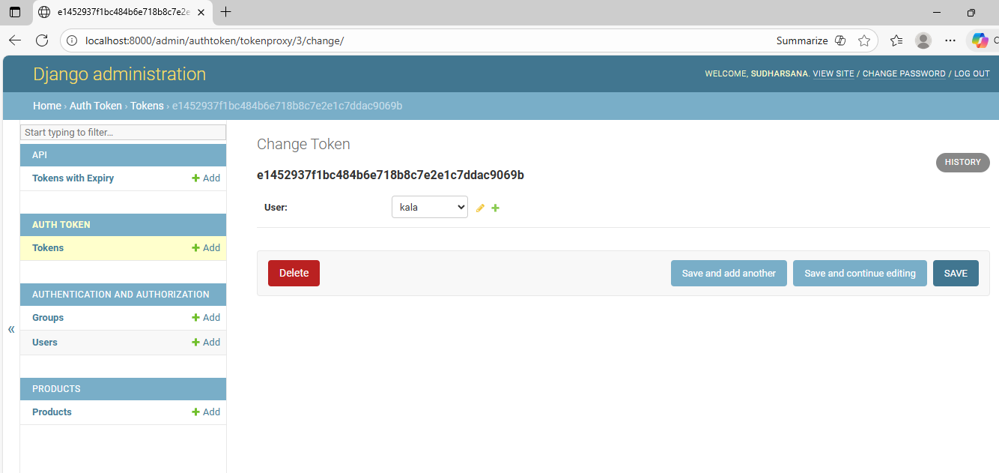 e1452937f1bc484b6e718b8c7e2e
localhost:8000/admin/authtoken/tokenproxy/3/change/
Summarize
Django administration
WELCOME, SUDHARSANA. VIEW SITE / CHANGE PASSWORD / LOG OUT
Home › Auth Token › Tokens › e1452937f1bc484b6e718b8c7e2e1c7ddac9069b
Start typing to filter...
API
Tokens with Expiry + Add
AUTH TOKEN
Tokens + Add
AUTHENTICATION AND AUTHORIZATION
Groups + Add
Users + Add
PRODUCTS
Products + Add
«
Change Token
HISTORY
e1452937f1bc484b6e718b8c7e2e1c7ddac9069b
User: kala
Delete
Save and add another
Save and continue editing
SAVE